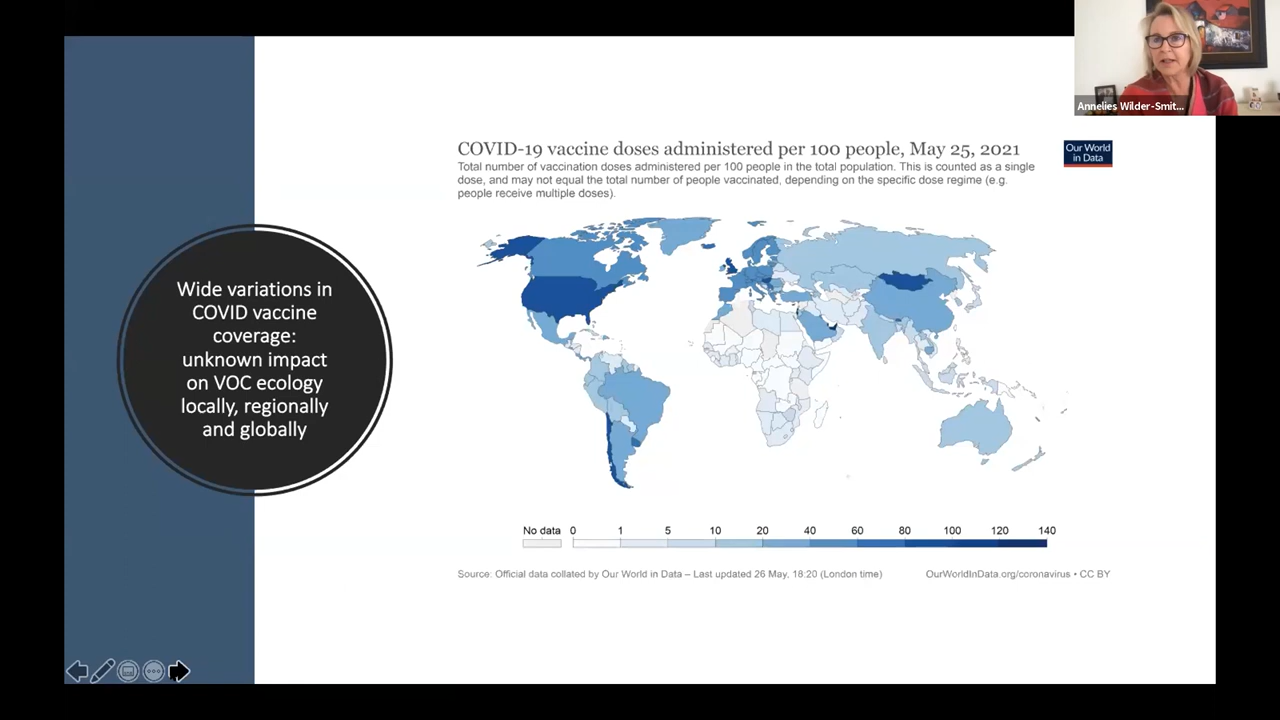 Annelies Wilder-Smit...
COVID-19 vaccine doses administered per 100 people, May 25, 2021
Total number of vaccination doses administered per 100 people in the total population. This is counted as a single
dose, and may not equal the total number of people vaccinated, depending on the specific dose regime (e.g.
people receive multiple doses).
Our World
in Data
Wide variations in
COVID vaccine
coverage:
unknown impact
on VOC ecology
locally, regionally
and globally
No data 0 1 5 10 20 40 60 80 100 120 140
Source: Official data collated by Our World in Data – Last updated 26 May, 18:20 (London time)
OurWorldInData.org/coronavirus • CC BY